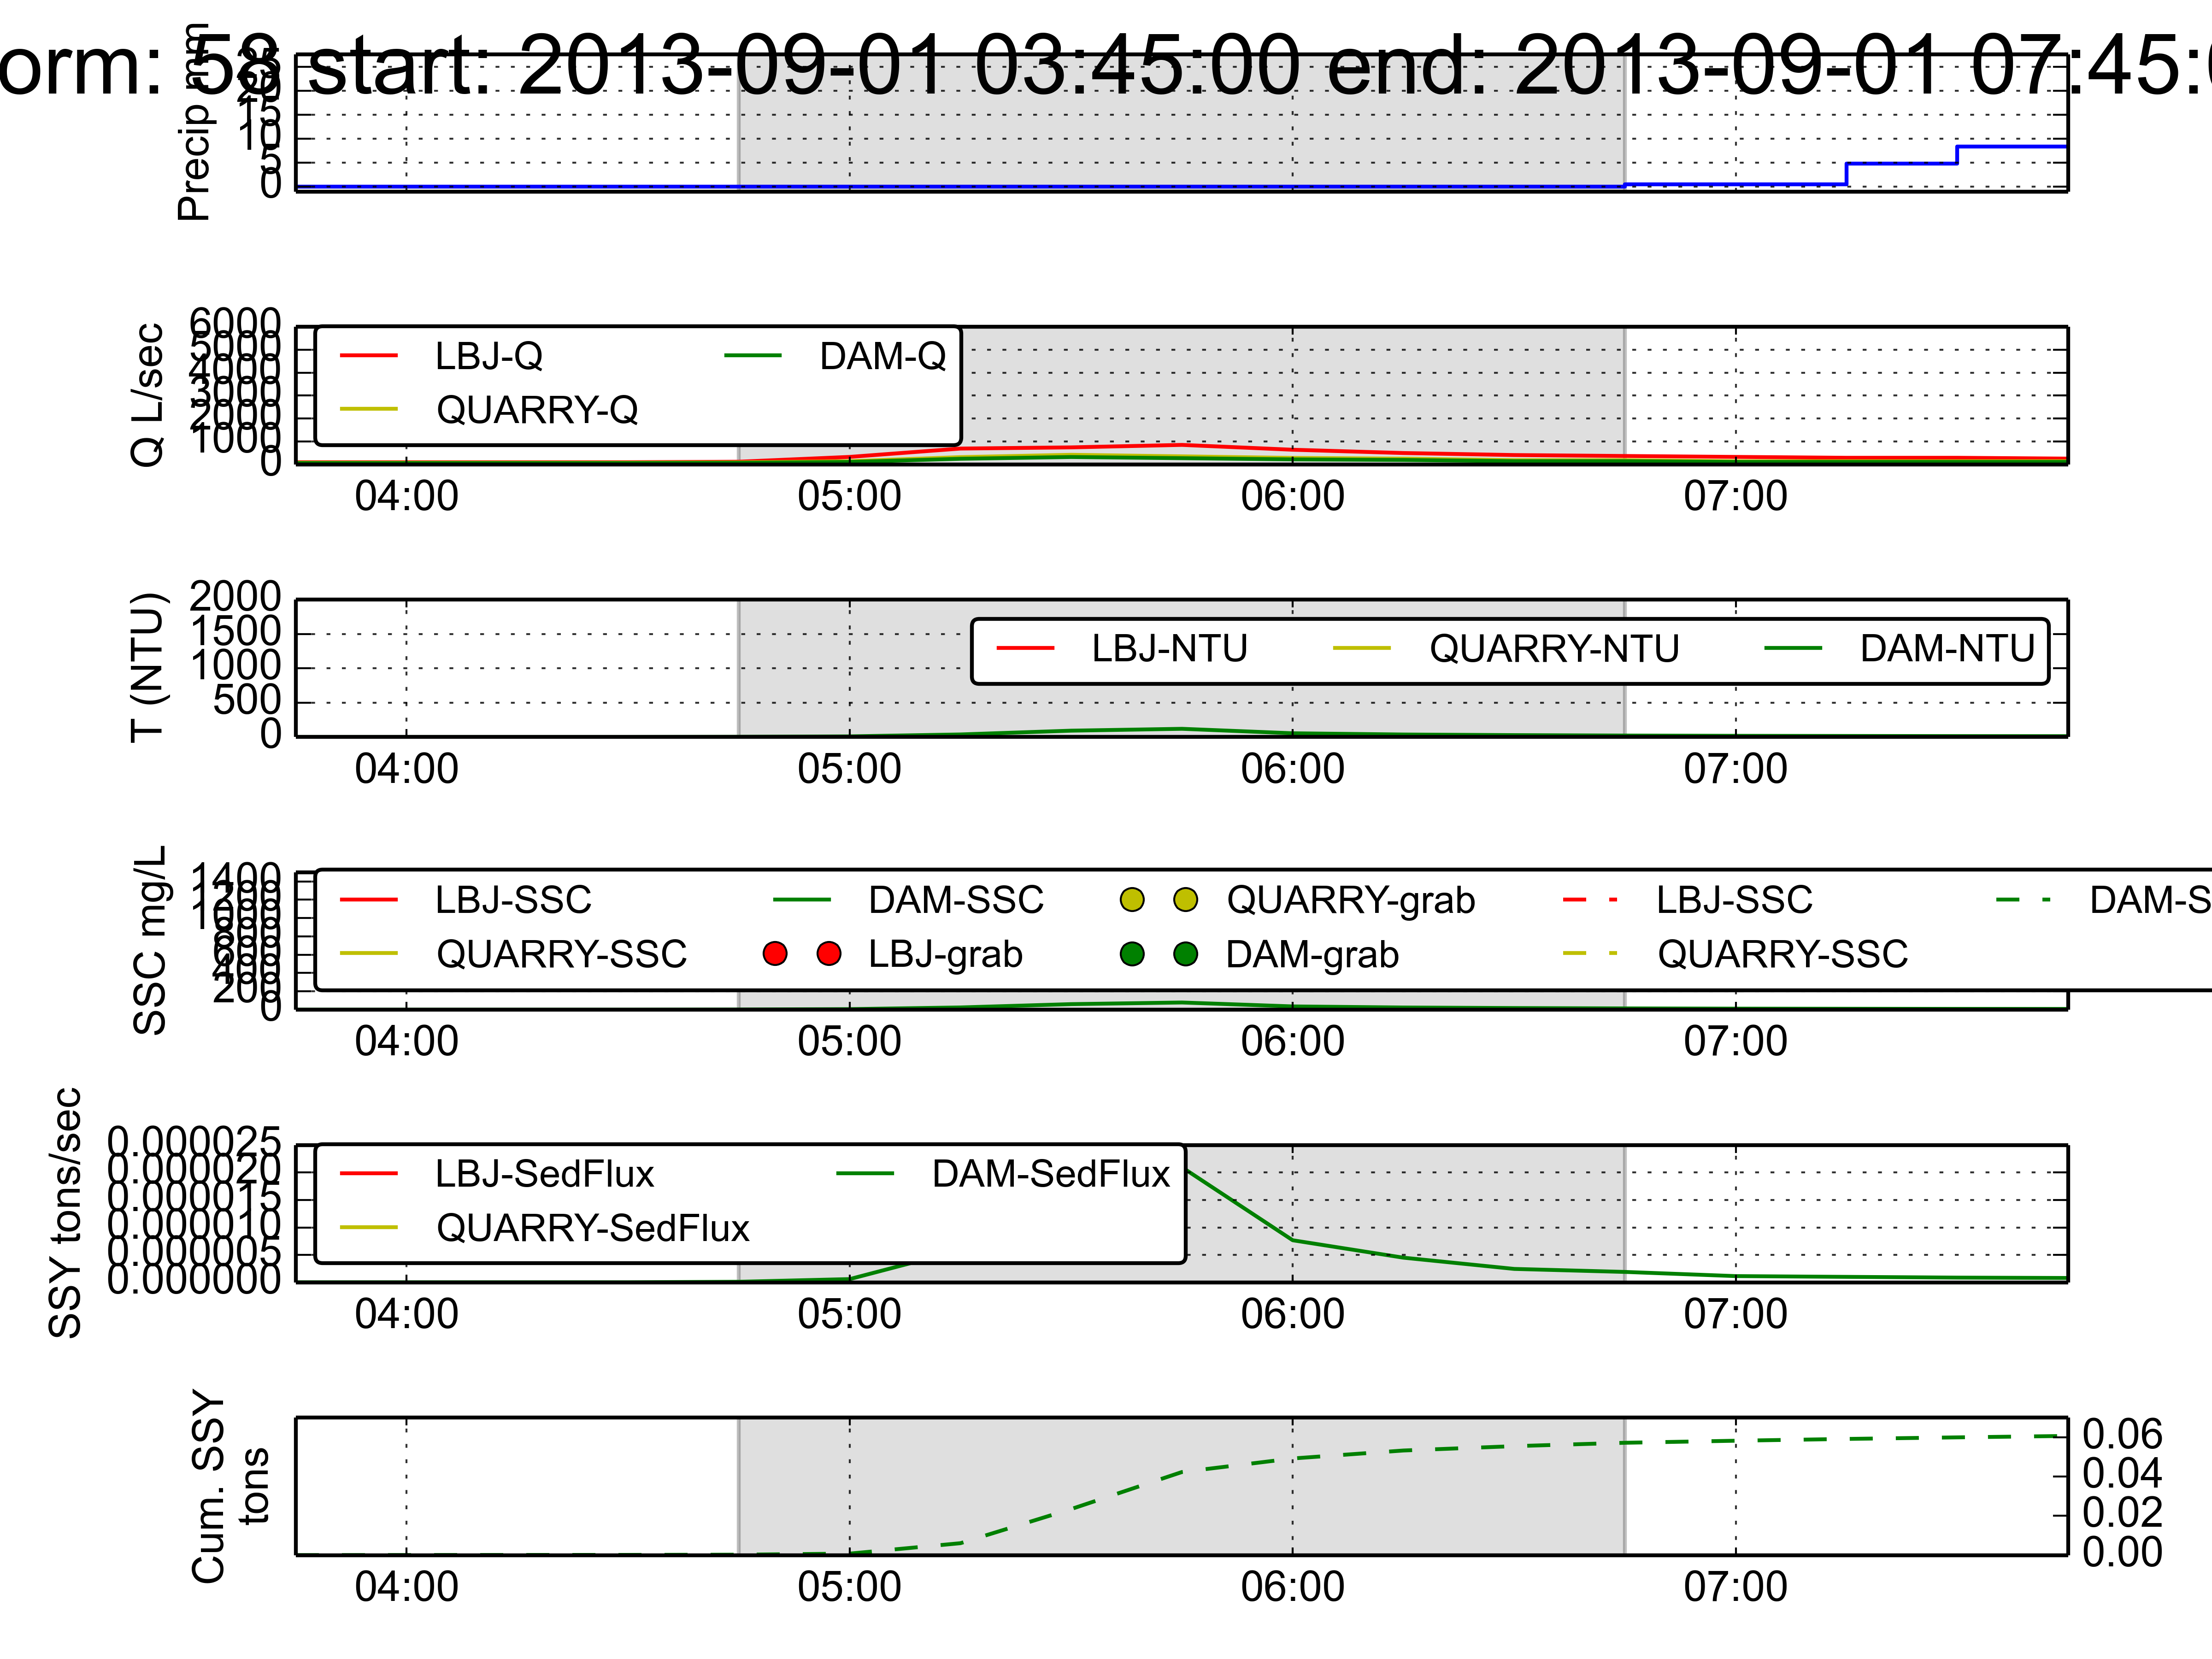 orm: 58 start: 2013-09-01 03:45:00 end: 2013-09-01 07:45:0
Precip mm
25
20
15
10
5
0
Q L/sec
6000
5000
4000
3000
2000
1000
0
LBJ-Q
QUARRY-Q
DAM-Q
04:00 05:00 06:00 07:00
T (NTU)
2000
1500
1000
500
0
LBJ-NTU QUARRY-NTU DAM-NTU
04:00 05:00 06:00 07:00
SSC mg/L
1400
1200
1000
800
600
400
200
0
LBJ-SSC DAM-SSC QUARRY-grab LBJ-SSC DAM-S
QUARRY-SSC LBJ-grab DAM-grab QUARRY-SSC
04:00 05:00 06:00 07:00
SSY tons/sec
0.000025
0.000020
0.000015
0.000010
0.000005
0.000000
LBJ-SedFlux DAM-SedFlux
QUARRY-SedFlux
04:00 05:00 06:00 07:00
Cum. SSY
tons
0.06
0.04
0.02
0.00
04:00 05:00 06:00 07:00